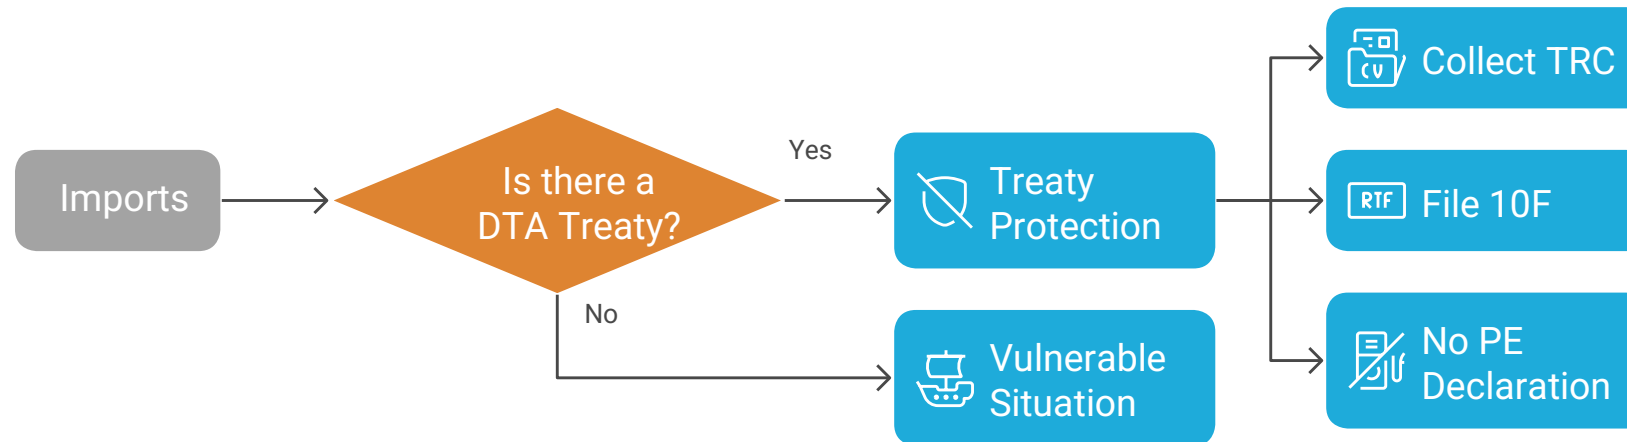 Imports
Is there a
DTA Treaty?
Yes
No
Treaty
Protection
Vulnerable
Situation
CV
Collect TRC
RTF
File 10F
No PE
Declaration